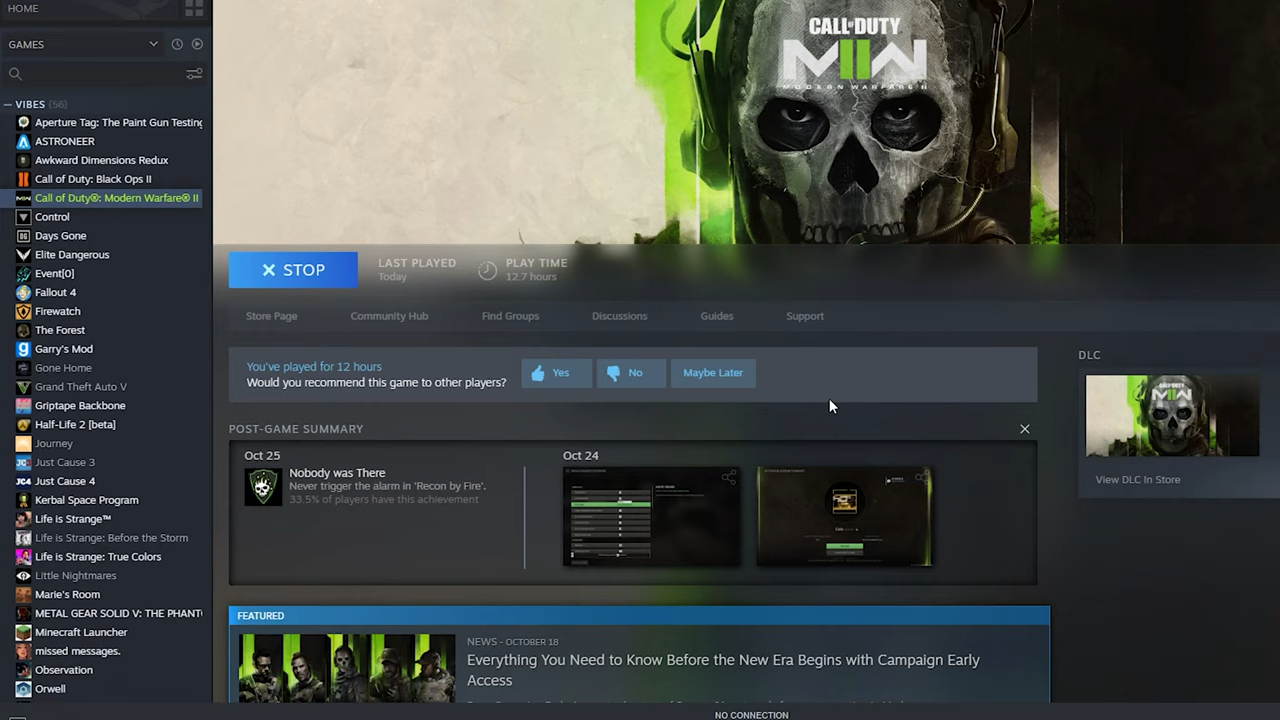 HOME
GAMES
VIBES (56)
Aperture Tag: The Paint Gun Testing
ASTRONEER
Awkward Dimensions Redux
Call of Duty: Black Ops II
Call of Duty®: Modern Warfare® II
Control
Days Gone
Elite Dangerous
Event[0]
Fallout 4
Firewatch
The Forest
Garry's Mod
Gone Home
Grand Theft Auto V
Griptape Backbone
Half-Life 2 [beta]
Journey
Just Cause 3
Just Cause 4
Kerbal Space Program
Life is Strange™
Life is Strange: Before the Storm
Life is Strange: True Colors
Little Nightmares
Marie's Room
METAL GEAR SOLID V: THE PHANT
Minecraft Launcher
missed messages.
Observation
Orwell
CALL OF DUTY
MWII
MODERN WARFARE II
STOP
LAST PLAYED
Today
PLAY TIME
12.7 hours
Store Page Community Hub Find Groups Discussions Guides Support
You've played for 12 hours
Would you recommend this game to other players?
Yes No Maybe Later
POST-GAME SUMMARY
Oct 25
Nobody was There
Never trigger the alarm in 'Recon by Fire'.
33.5% of players have this achievement
Oct 24
DLC
MWII
View DLC In Store
FEATURED
NEWS - OCTOBER 18
Everything You Need to Know Before the New Era Begins with Campaign Early
Access
NO CONNECTION